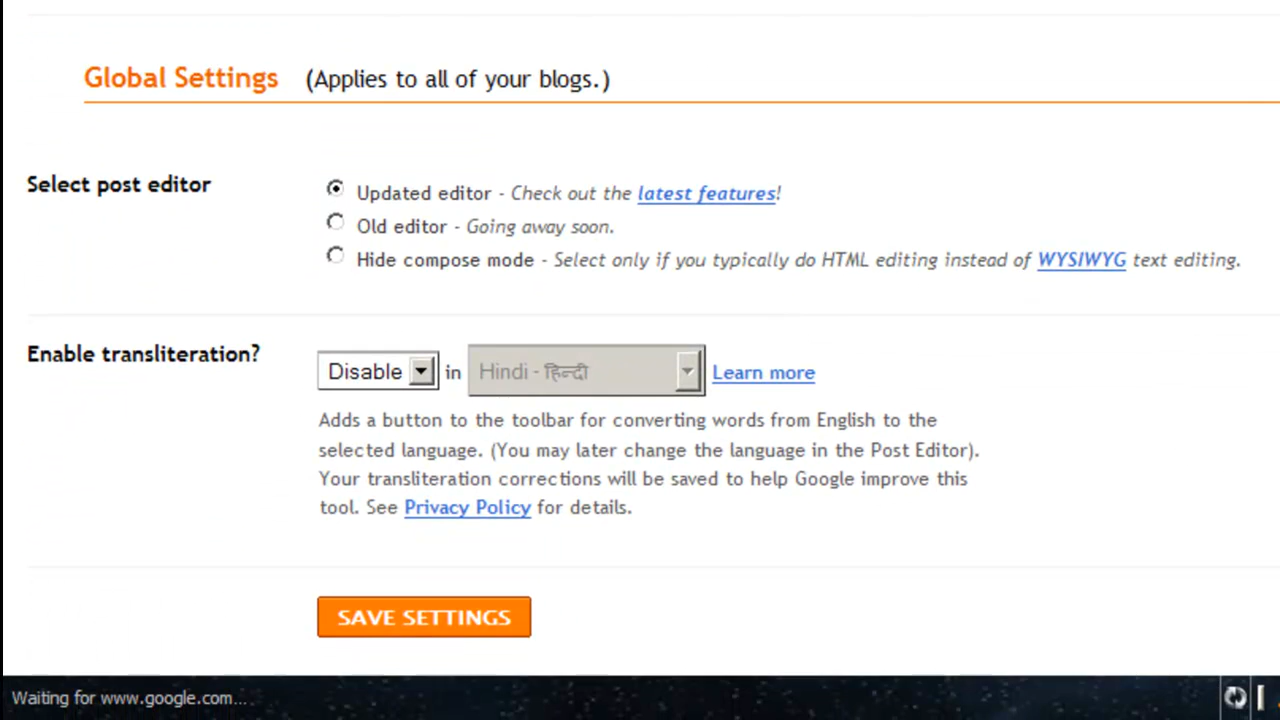 Global Settings (Applies to all of your blogs.)
Select post editor
Updated editor - Check out the latest features!
Old editor - Going away soon.
Hide compose mode - Select only if you typically do HTML editing instead of WYSIWYG text editing.
Enable transliteration?
Disable in Hindi - हिन्दी Learn more
Adds a button to the toolbar for converting words from English to the
selected language. (You may later change the language in the Post Editor).
Your transliteration corrections will be saved to help Google improve this
tool. See Privacy Policy for details.
SAVE SETTINGS
Waiting for www.google.com...